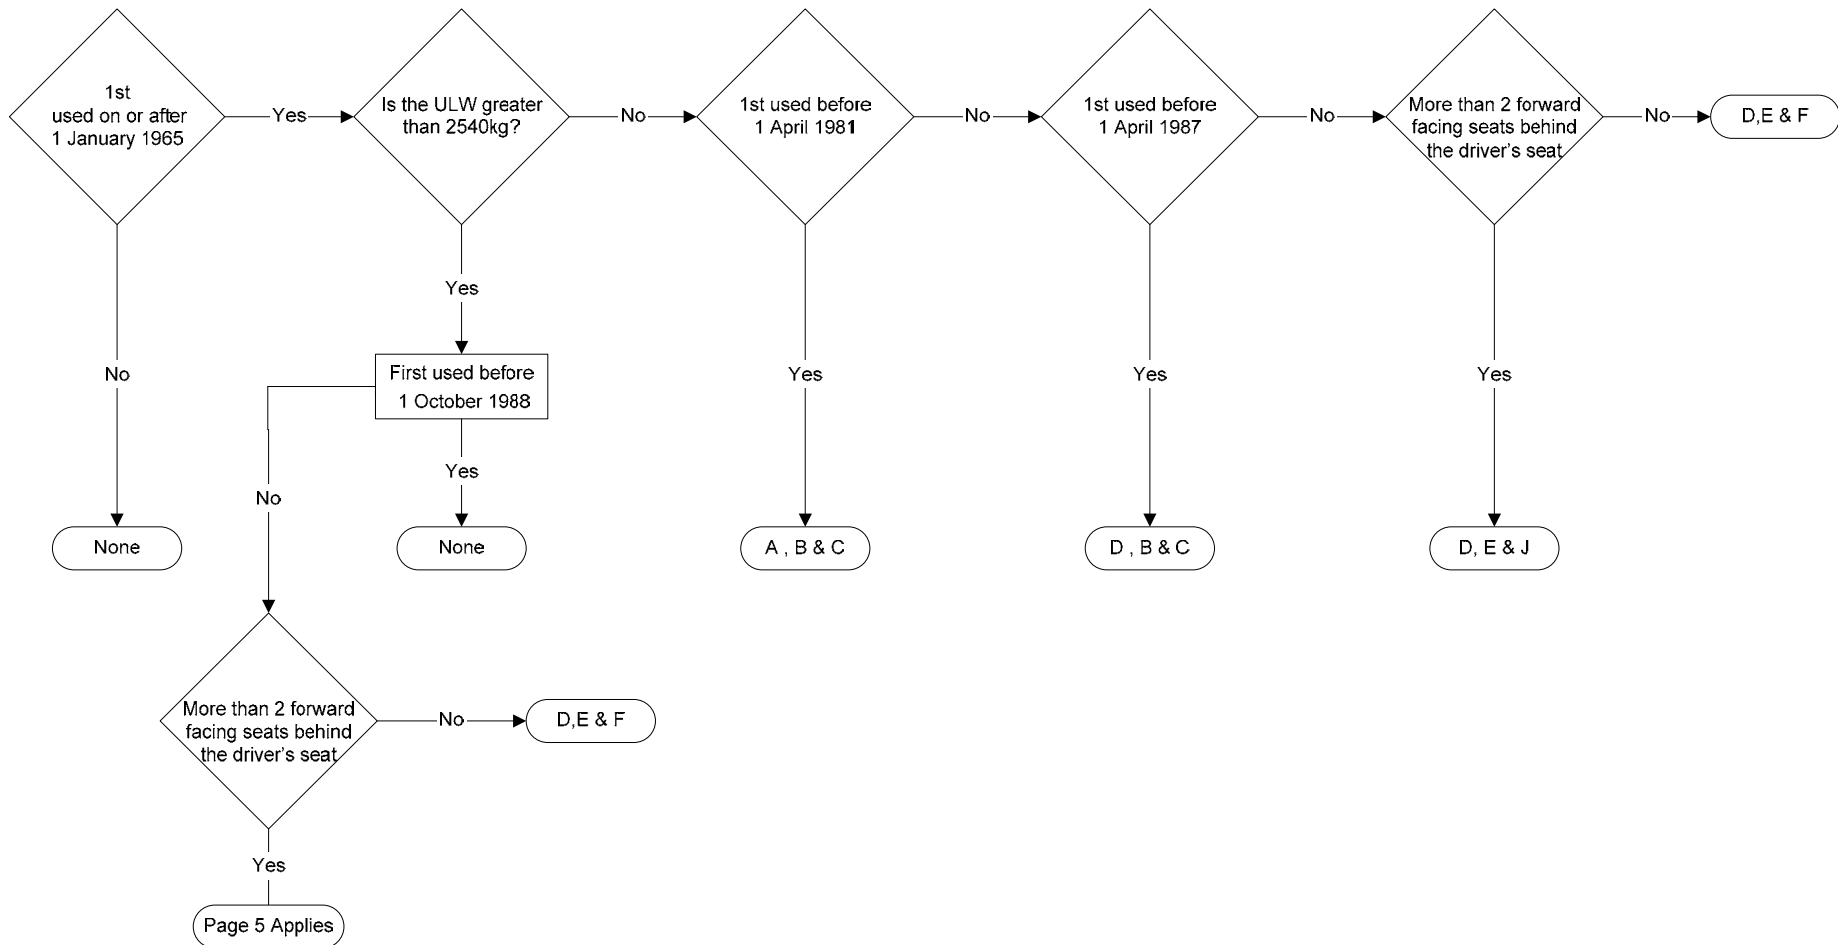 1st
used on or after
1 January 1965
Yes
Is the ULW greater
than 2540kg?
No
1st used before
1 April 1981
No
1st used before
1 April 1987
No
More than 2 forward
facing seats behind
the driver's seat
No
D,E & F
No
Yes
Yes
Yes
Yes
First used before
1 October 1988
No
Yes
None
None
A , B & C
D , B & C
D, E & J
More than 2 forward
facing seats behind
the driver's seat
No
D,E & F
Yes
Page 5 Applies